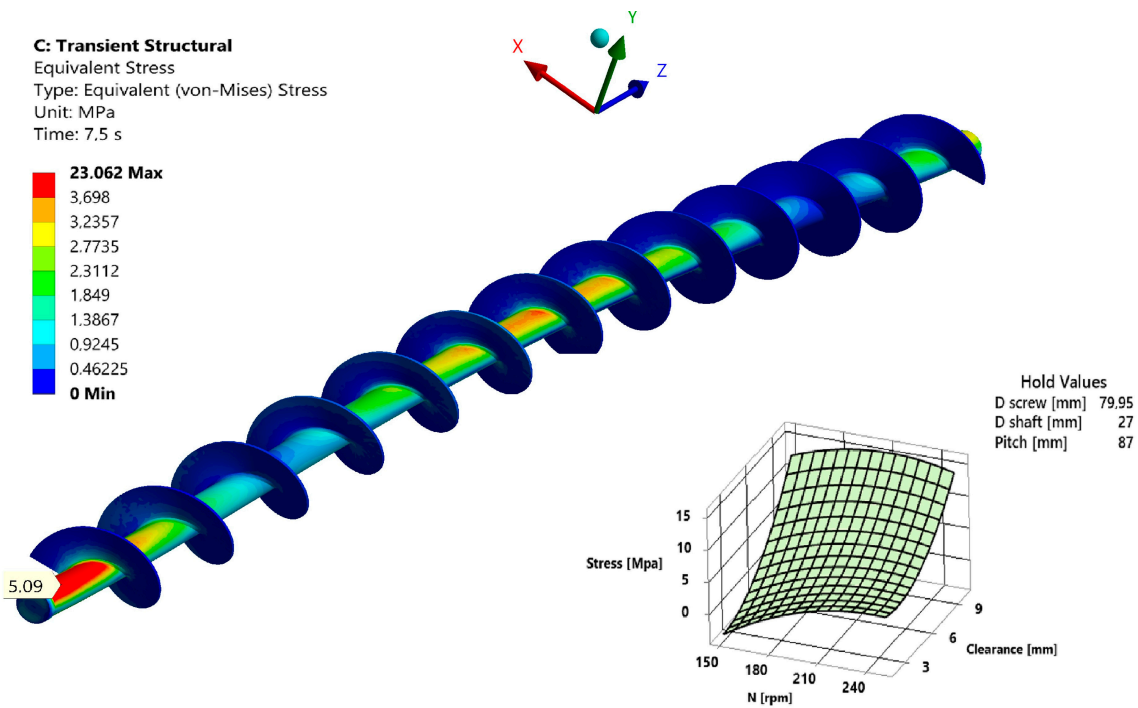 C: Transient Structural
Equivalent Stress
Type: Equivalent (von-Mises) Stress
Unit: MPa
Time: 7,5 s
23.062 Max
3.698
3.2357
2.7735
2.3112
1.849
1.3867
0.9245
0.46225
0 Min
X
Y
Z
5.09
Hold Values
D screw [mm] 79,95
D shaft [mm] 27
Pitch [mm] 87
Stress [Mpa]
15
10
5
0
150
180
210
240
N [rpm]
9
6
3
Clearance [mm]